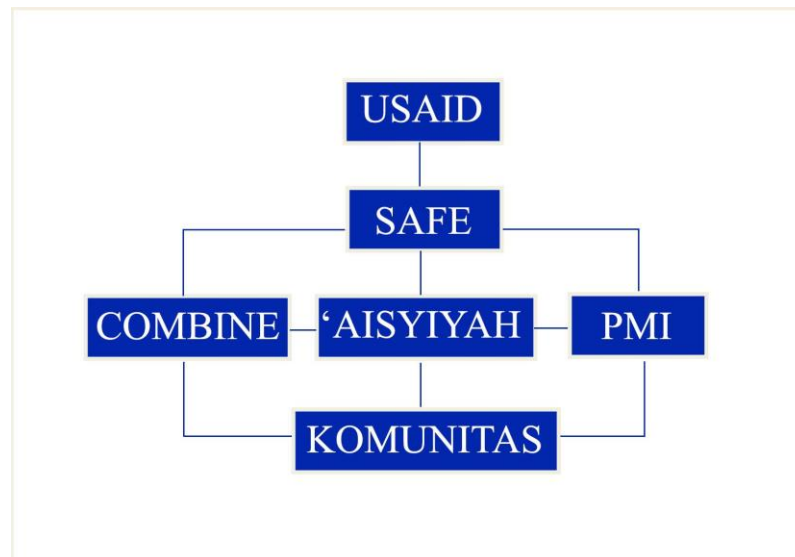 USAID
SAFE
COMBINE
‘AISYIYAH
PMI
KOMUNITAS